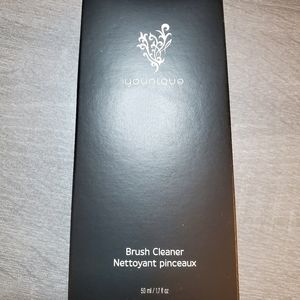 younique
Brush Cleaner
Nettoyant pinceaux
50 ml / 1.7 fl oz